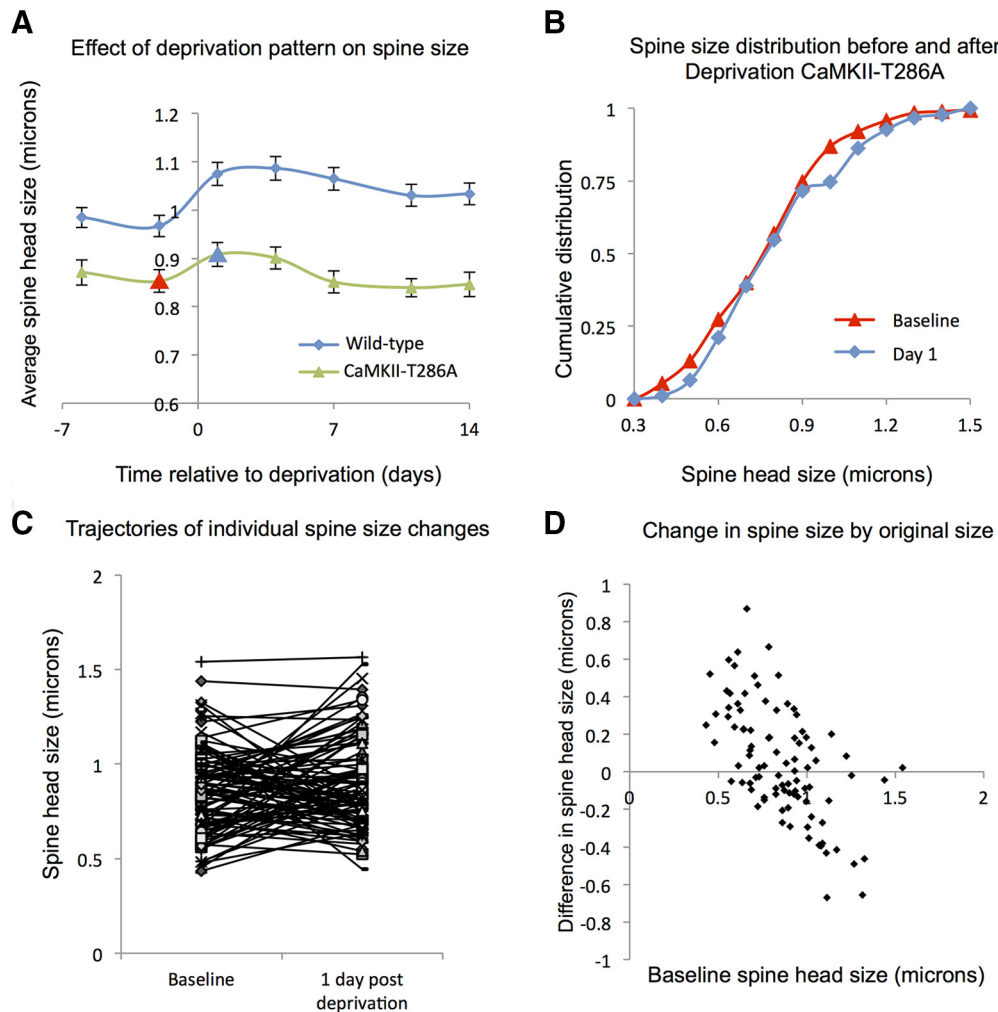 A
Effect of deprivation pattern on spine size
Average spine head size (microns)
1.2
1.1
1
0.9
0.8
0.7
0.6
-7
0
7
14
Wild-type
CaMKII-T286A
Time relative to deprivation (days)
B
Spine size distribution before and after
Deprivation CaMKII-T286A
Cumulative distribution
1
0.75
0.5
0.25
0
0.3
0.6
0.9
1.2
1.5
Baseline
Day 1
Spine head size (microns)
C
Trajectories of individual spine size changes
Spine head size (microns)
2
1.5
1
0.5
0
Baseline
1 day post
deprivation
D
Change in spine size by original size
Difference in spine head size (microns)
1
0.8
0.6
0.4
0.2
0
-0.2
-0.4
-0.6
-0.8
-1
0
0.5
1
1.5
2
Baseline spine head size (microns)